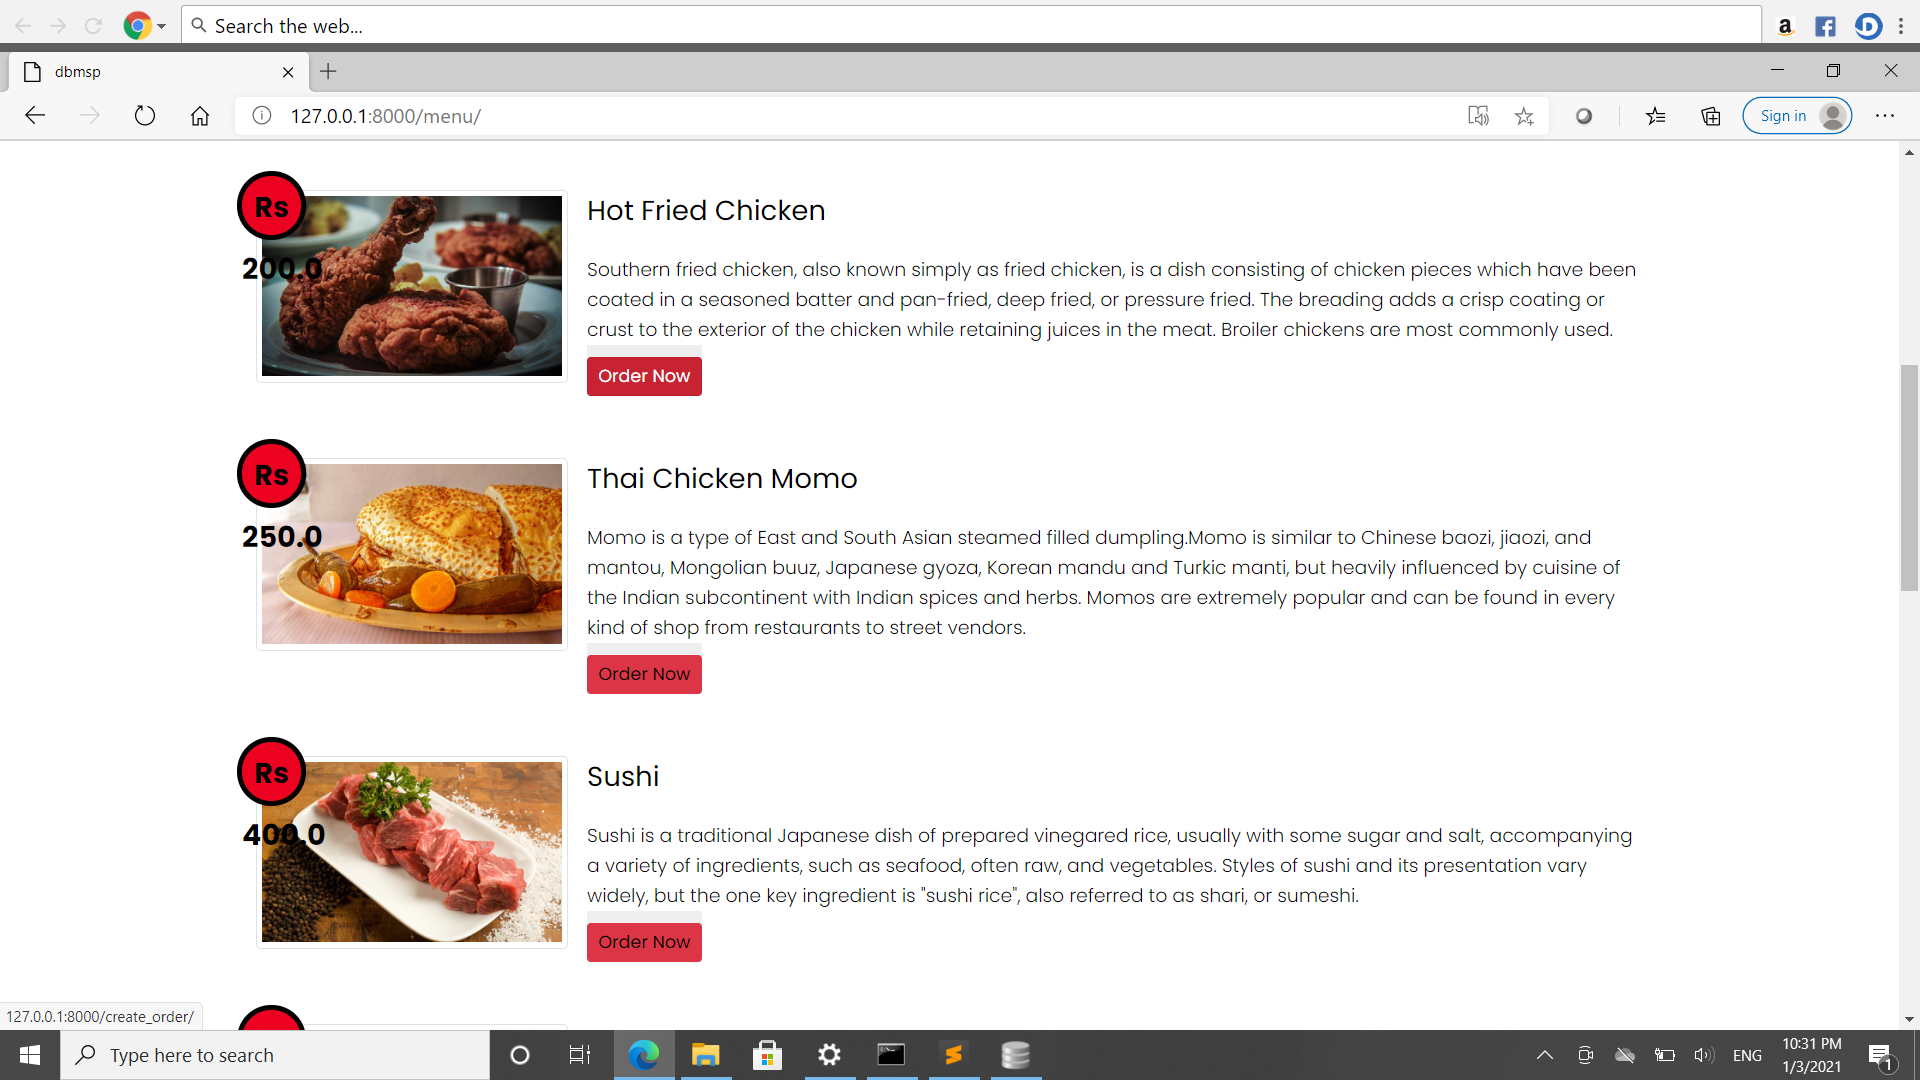 Search the web...
dbmsp
127.0.0.1:8000/menu/
Sign in
Rs
200.0
Hot Fried Chicken
Southern fried chicken, also known simply as fried chicken, is a dish consisting of chicken pieces which have been
coated in a seasoned batter and pan-fried, deep fried, or pressure fried. The breading adds a crisp coating or
crust to the exterior of the chicken while retaining juices in the meat. Broiler chickens are most commonly used.
Order Now
Rs
250.0
Thai Chicken Momo
Momo is a type of East and South Asian steamed filled dumpling.Momo is similar to Chinese baozi, jiaozi, and
mantou, Mongolian buuz, Japanese gyoza, Korean mandu and Turkic manti, but heavily influenced by cuisine of
the Indian subcontinent with Indian spices and herbs. Momos are extremely popular and can be found in every
kind of shop from restaurants to street vendors.
Order Now
Rs
400.0
Sushi
Sushi is a traditional Japanese dish of prepared vinegared rice, usually with some sugar and salt, accompanying
a variety of ingredients, such as seafood, often raw, and vegetables. Styles of sushi and its presentation vary
widely, but the one key ingredient is "sushi rice", also referred to as shari, or sumeshi.
Order Now
127.0.0.1:8000/create_order/
Type here to search
ENG
10:31 PM
1/3/2021
1